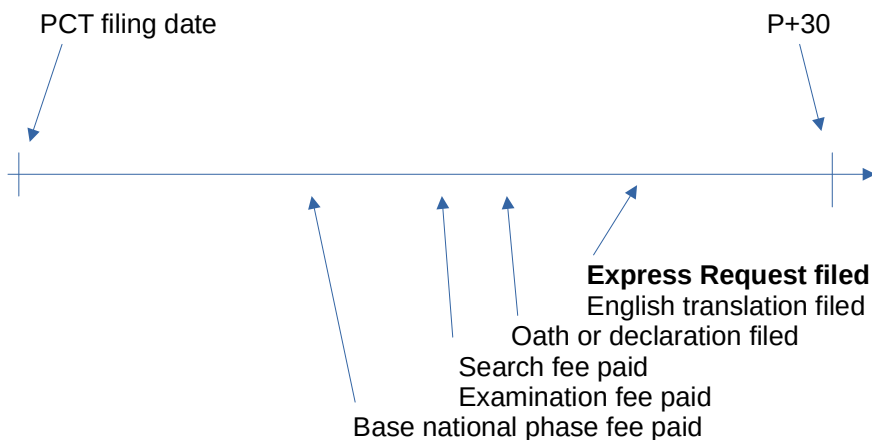 PCT filing date
P+30
Express Request filed
English translation filed
Oath or declaration filed
Search fee paid
Examination fee paid
Base national phase fee paid